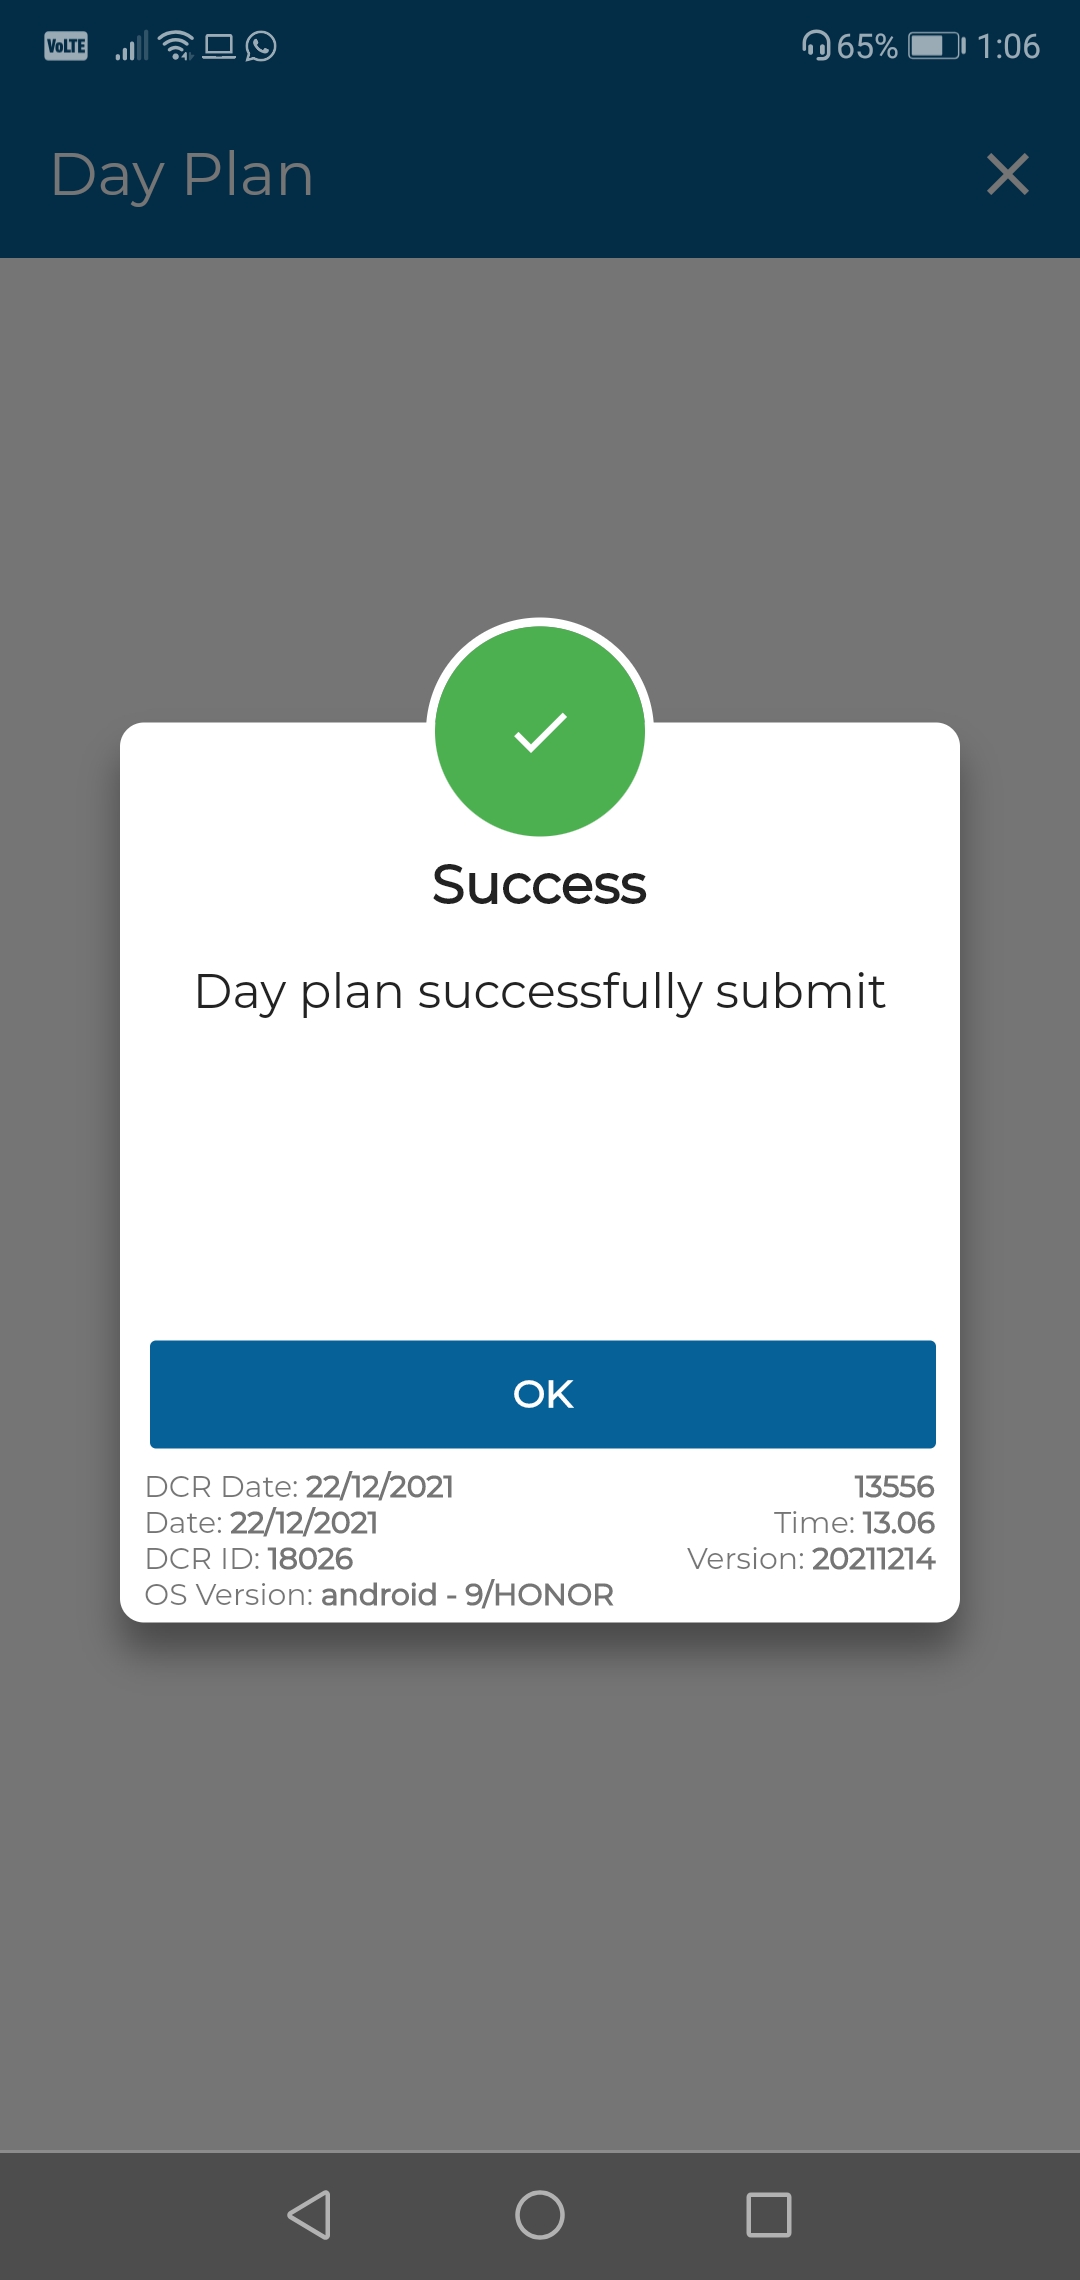 VoLTE 65% 1:06
Day Plan
Success
Day plan successfully submit
OK
DCR Date: 22/12/2021 13556
Date: 22/12/2021 Time: 13.06
DCR ID: 18026 Version: 20211214
OS Version: android - 9/HONOR